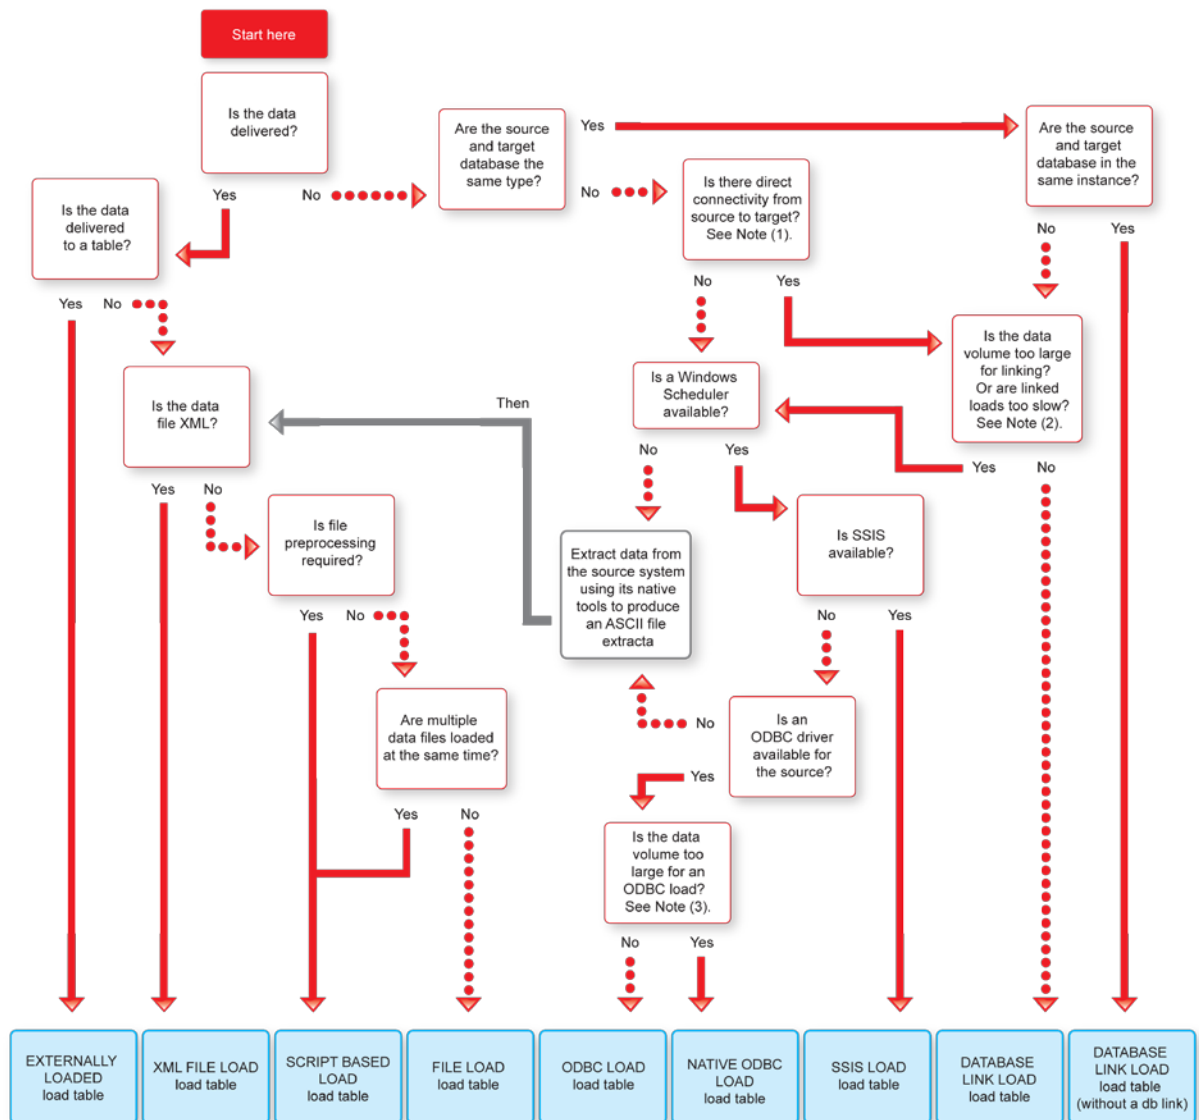 Start here
Is the data
delivered?
Yes
No
Are the source
and target
database the
same type?
Yes
No
Are the source
and target
database in the
same instance?
No
Yes
Is the data
delivered
to a table?
Yes
No
Is there direct
connectivity from
source to target?
See Note (1).
No
Yes
Is the data
volume too large
for linking?
Or are linked
loads too slow?
See Note (2).
Yes
No
Is the data
file XML?
Yes
No
Then
Is a Windows
Scheduler
available?
No
Yes
Is file
preprocessing
required?
Yes
No
Extract data from
the source system
using its native
tools to produce
an ASCII file
extracta
Is SSIS
available?
No
Yes
Are multiple
data files loaded
at the same time?
Yes
No
Is an
ODBC driver
available for
the source?
No
Yes
Is the data
volume too
large for an
ODBC load?
See Note (3).
No
Yes
EXTERNALLY
LOADED
load table
XML FILE LOAD
load table
SCRIPT BASED
LOAD
load table
FILE LOAD
load table
ODBC LOAD
load table
NATIVE ODBC
LOAD
load table
SSIS LOAD
load table
DATABASE
LINK LOAD
load table
DATABASE
LINK LOAD
load table
(without a db link)